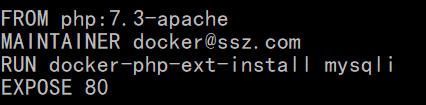 FROM php:7.3-apache
MAINTAINER docker@ssz.com
RUN docker-php-ext-install mysqli
EXPOSE 80